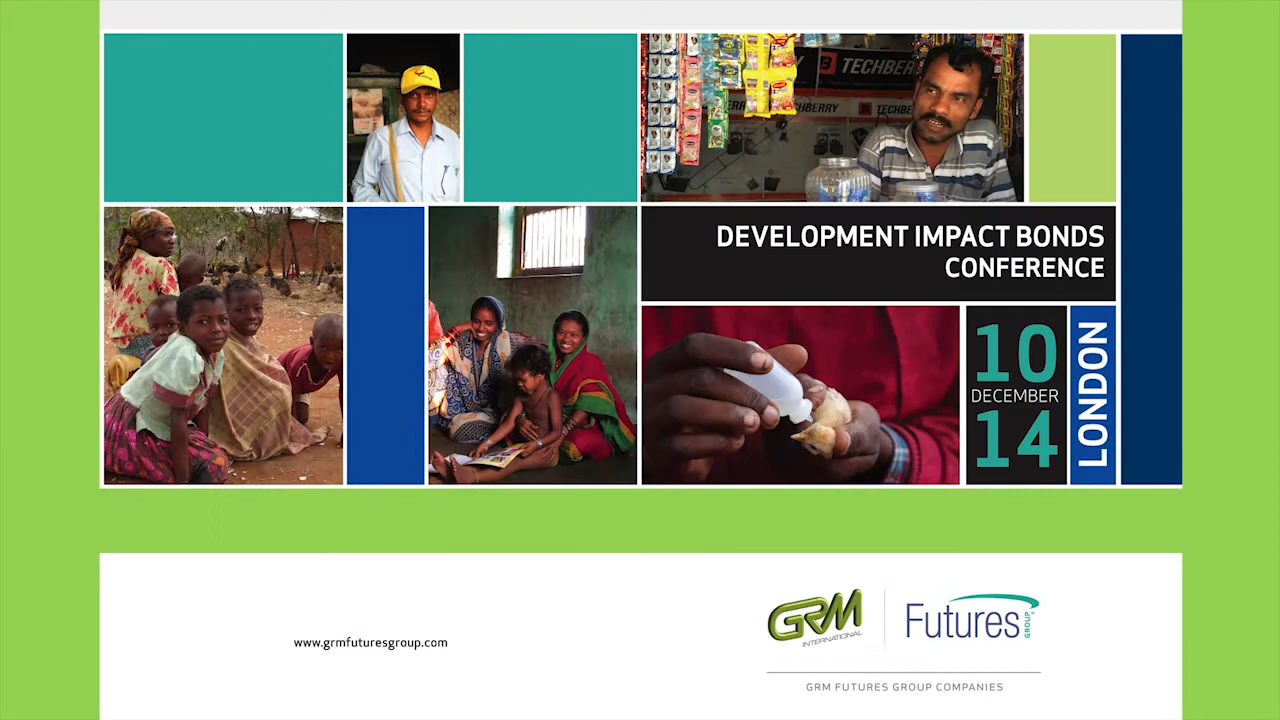 TECHBERRY
TECHBERRY
DEVELOPMENT IMPACT BONDS
CONFERENCE
10
DECEMBER
14
LONDON
www.grmfuturesgroup.com
GRM
INTERNATIONAL
Futures
GROUP
GRM FUTURES GROUP COMPANIES